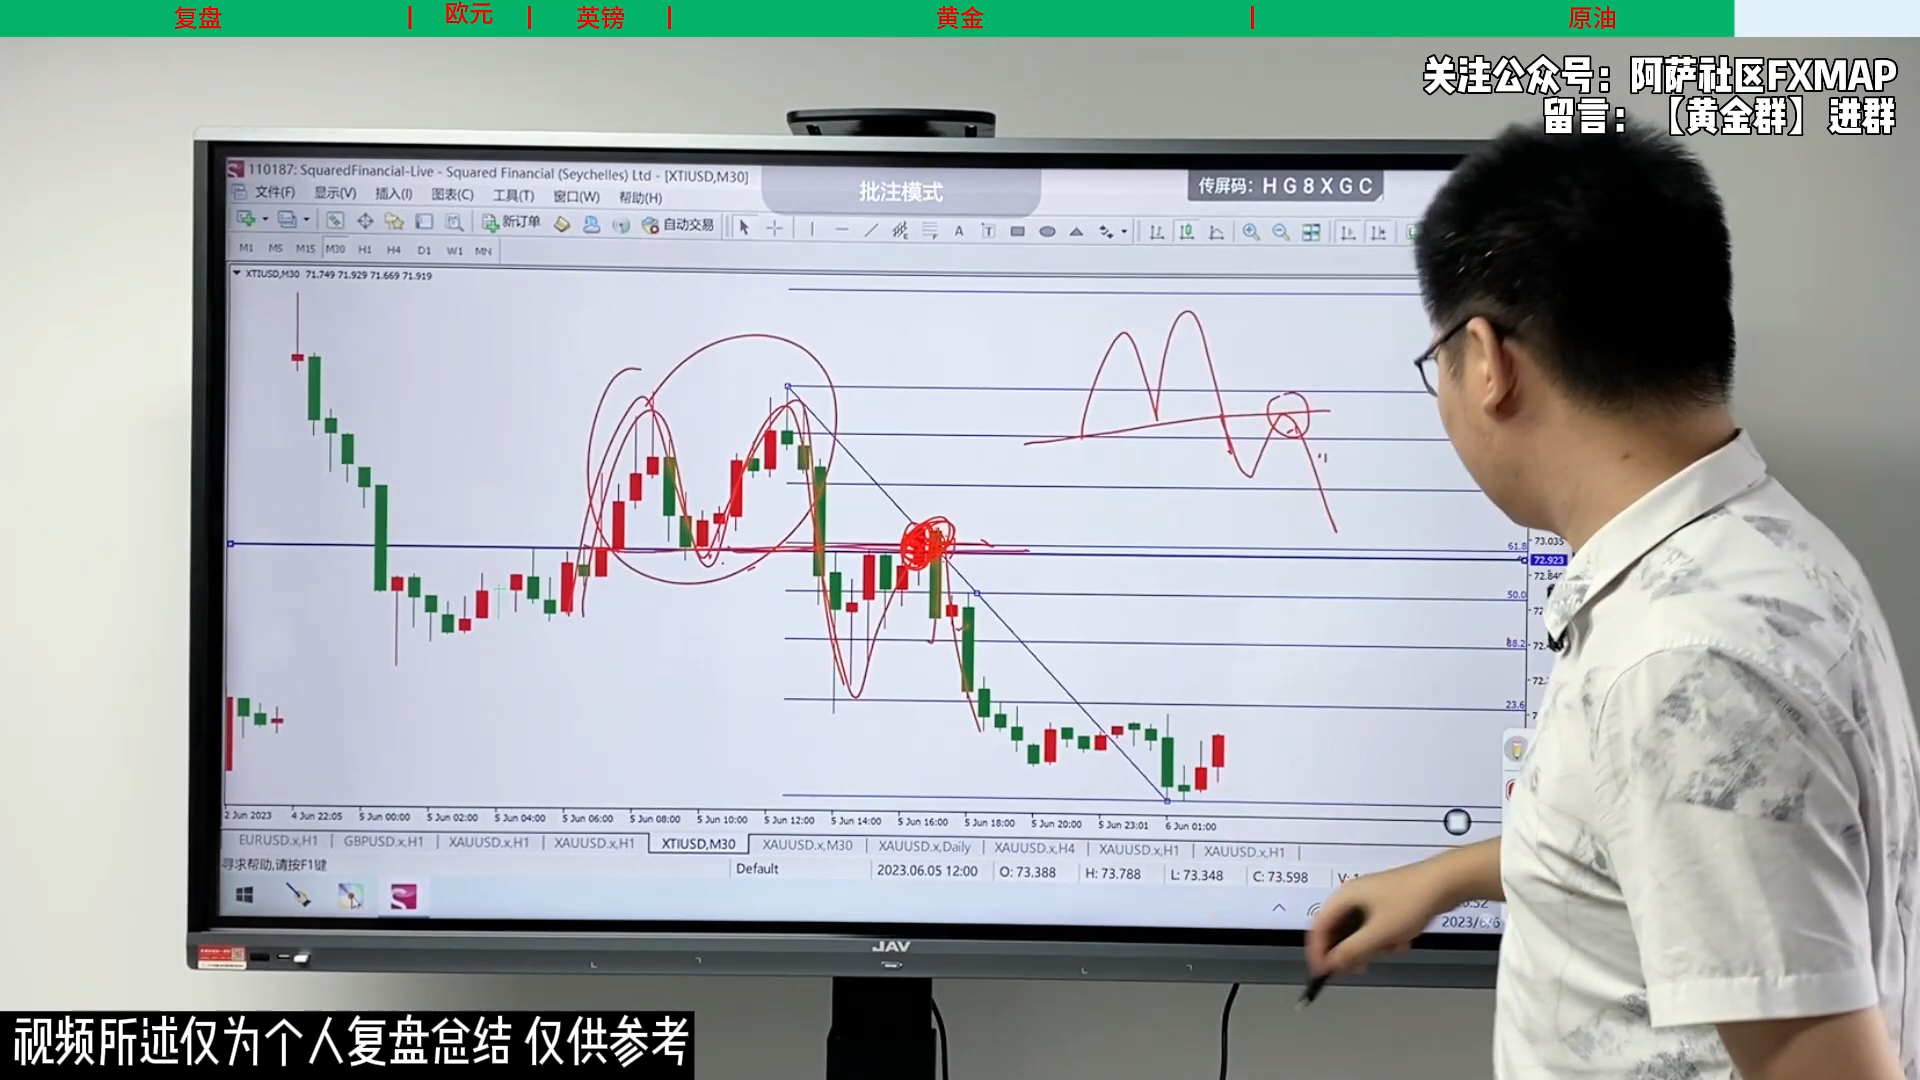 复盘 | 欧元 | 英镑 | 黄金 | 原油
关注公众号：阿萨社区FXMAP
留言：【黄金群】进群
110187: SquaredFinancial-Live - Squared Financial (Seychelles) Ltd - [XTIUSD,M30]
批注模式
传屏码：HG8XGC
文件(F) 显示(V) 插入(I) 图表(C) 工具(T) 窗口(W) 帮助(H)
新订单 自动交易
M1 M5 M15 M30 H1 H4 D1 W1 MN
XTIUSD,M30 71.749 71.929 71.669 71.919
73.035
61.8
72.923
50.0
23.6
2 Jun 2023 4 Jun 22:05 5 Jun 00:00 5 Jun 02:00 5 Jun 04:00 5 Jun 06:00 5 Jun 08:00 5 Jun 10:00 5 Jun 12:00 5 Jun 14:00 5 Jun 16:00 5 Jun 18:00 5 Jun 20:00 5 Jun 23:01 6 Jun 01:00
EURUSD.x,H1 GBPUSD.x,H1 XAUUSD.x,H1 XAUUSD.x,H1 XTIUSD,M30 XAUUSD.x,M30 XAUUSD.x,Daily XAUUSD.x,H4 XAUUSD.x,H1 XAUUSD.x,H1
寻求帮助,请按F1键 Default 2023.06.05 12:00 O: 73.388 H: 73.788 L: 73.348 C: 73.598
2023/6/6
JAV
视频所述仅为个人复盘总结 仅供参考